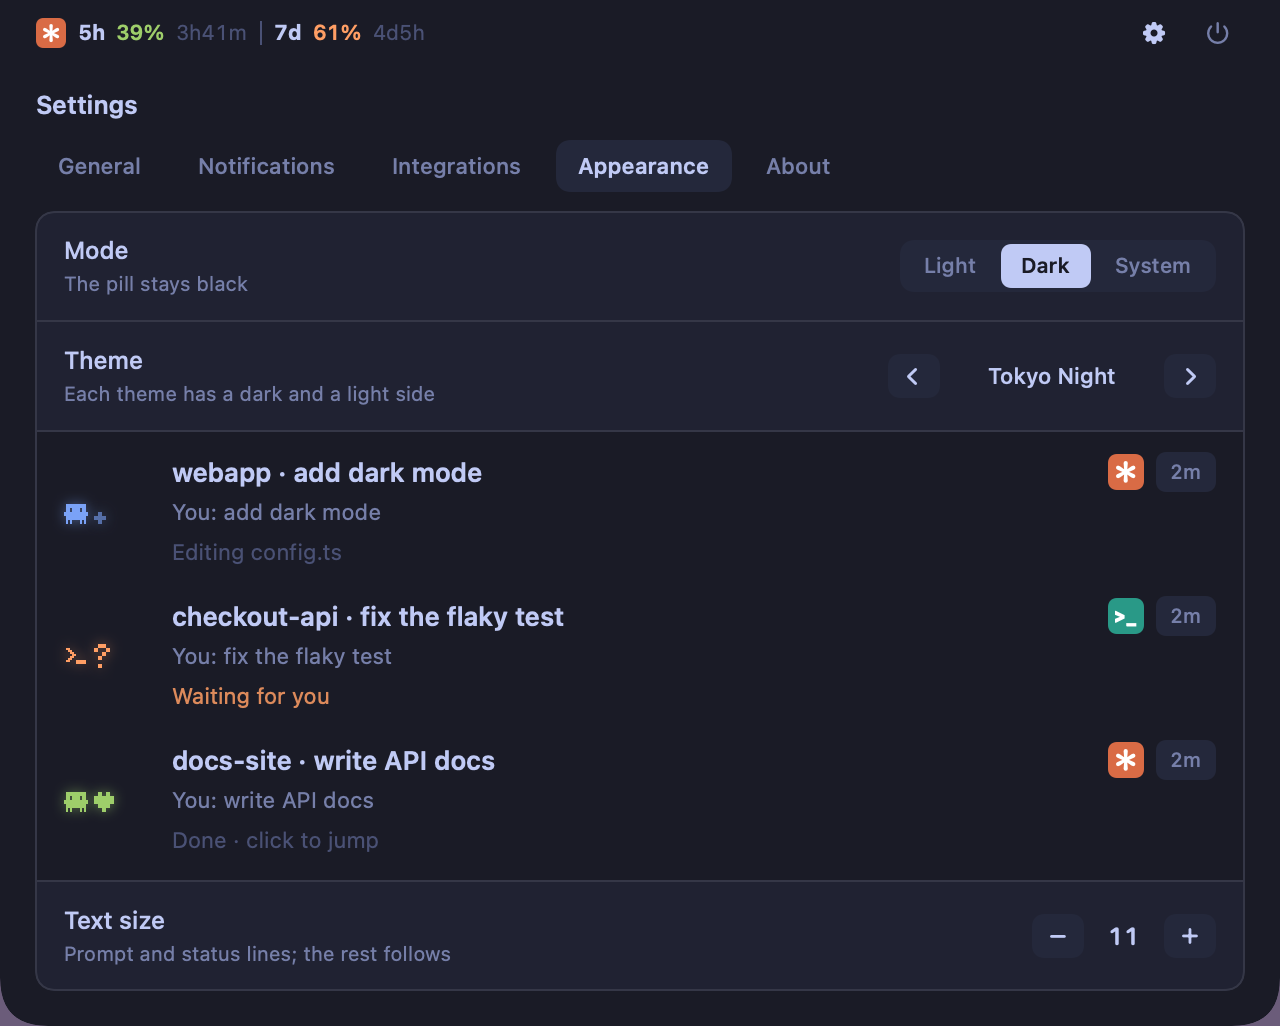 5h 39% 3h41m | 7d 61% 4d5h
Settings
General Notifications Integrations Appearance About
Mode
The pill stays black
Light Dark System
Theme
Each theme has a dark and a light side
Tokyo Night
webapp · add dark mode
2m
You: add dark mode
Editing config.ts
checkout-api · fix the flaky test
>_ 2m
You: fix the flaky test
>_ ?
Waiting for you
docs-site · write API docs
2m
You: write API docs
Done · click to jump
Text size
Prompt and status lines; the rest follows
− 11 +